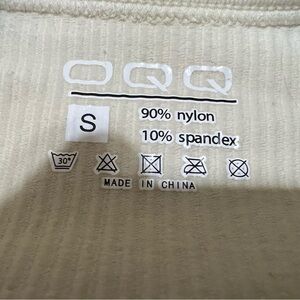 OQQ
S
90% nylon
10% spandex
30°
MADE IN CHINA